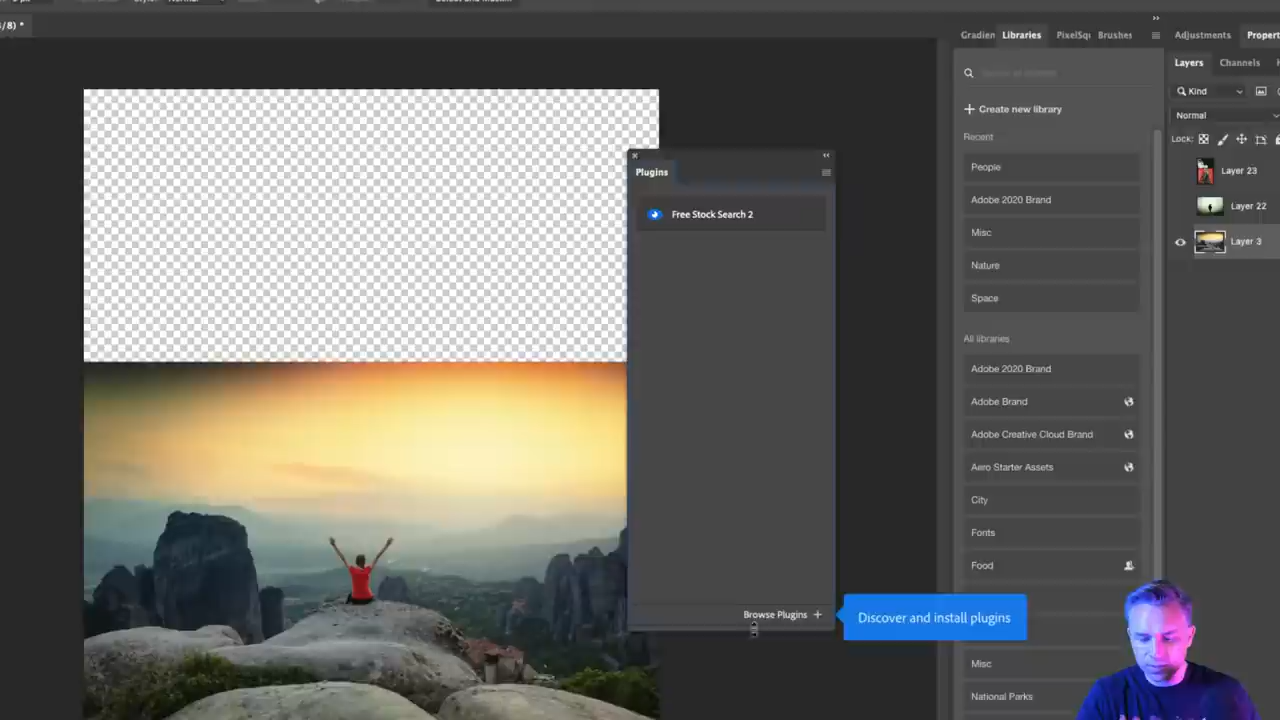 /8) *
Gradien Libraries PixelSqu Brushes
Adjustments Propert
Layers Channels
Kind
Normal
Lock:
Layer 23
Layer 22
Layer 3
Create new library
Recent
People
Adobe 2020 Brand
Misc
Nature
Space
All libraries
Adobe 2020 Brand
Adobe Brand
Adobe Creative Cloud Brand
Aero Starter Assets
City
Fonts
Food
Misc
National Parks
Plugins
Free Stock Search 2
Browse Plugins +
Discover and install plugins